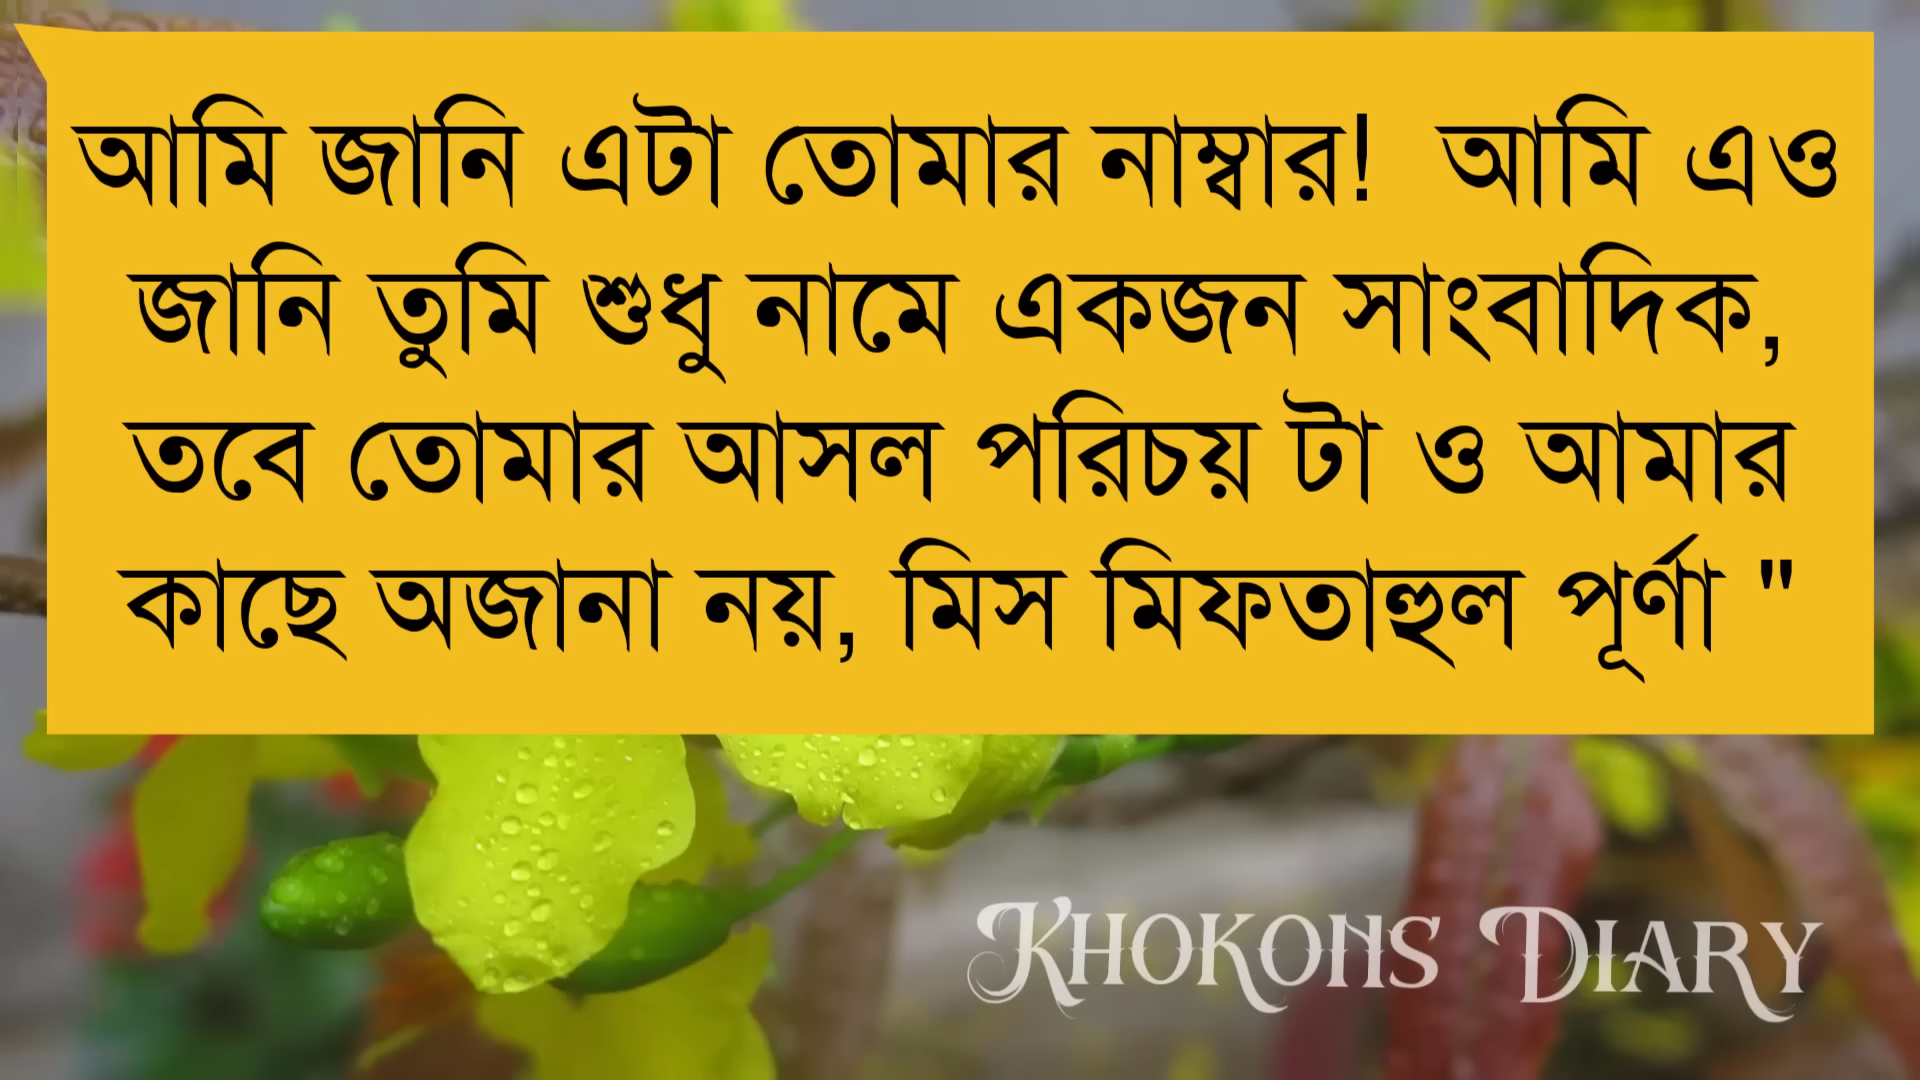 আমি জানি এটা তোমার নাম্বার!  আমি এও
জানি তুমি শুধু নামে একজন সাংবাদিক,
তবে তোমার আসল পরিচয় টা ও আমার
কাছে অজানা নয়, মিস মিফতাহুল পূর্ণা "
KHOKONS DIARY